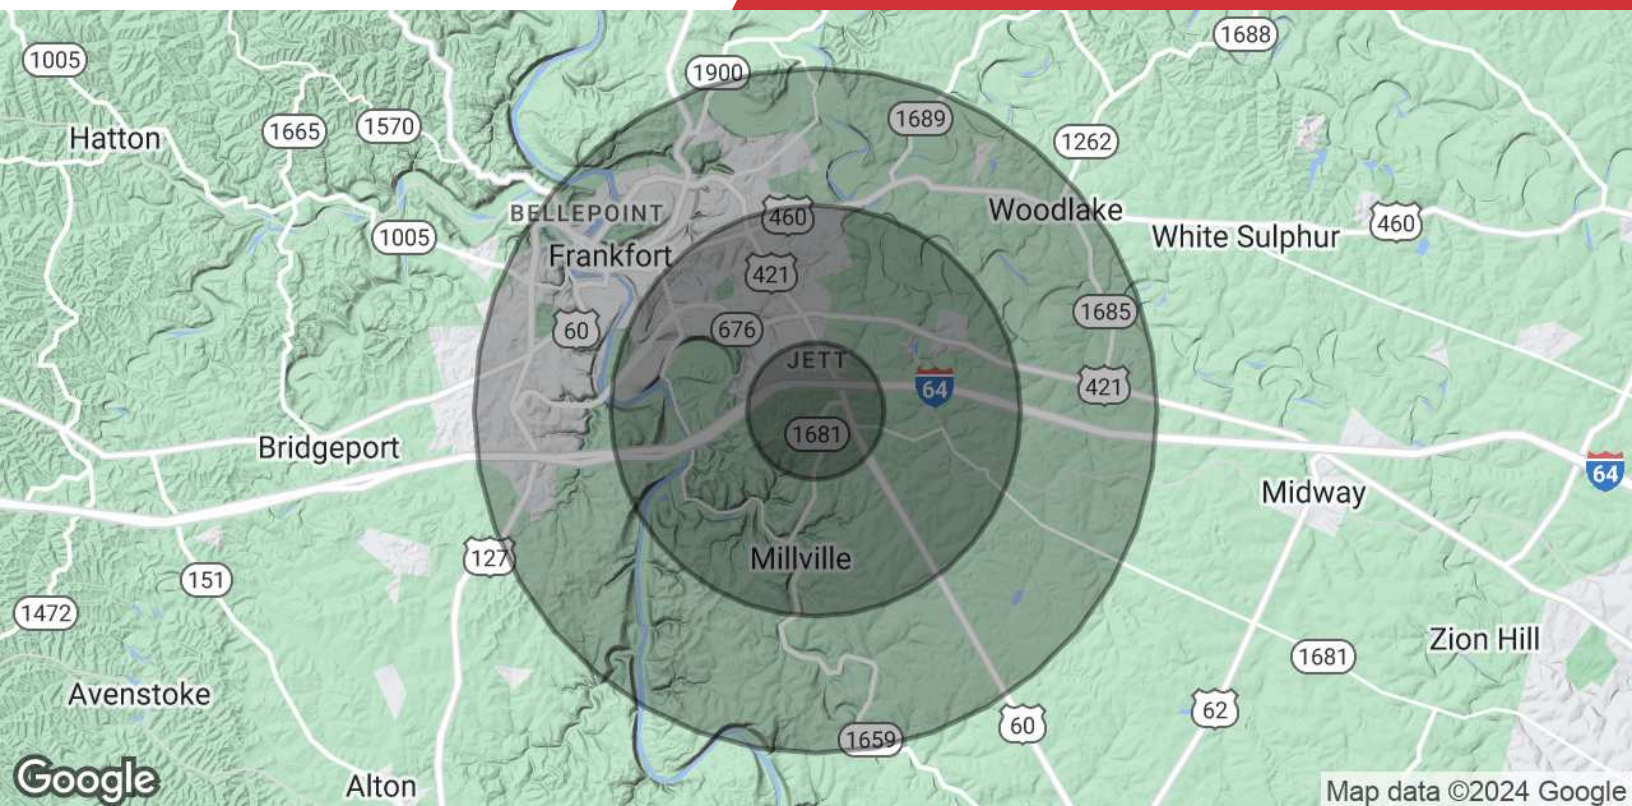 1688
1005
1900
1689
1665
1570
Hatton
1262
BELLEPOINT
460
Woodlake
460
1005
White Sulphur
Frankfort
421
1685
60
676
JETT
64
421
1681
Bridgeport
64
Midway
127
Millville
151
1472
Zion Hill
1681
Avenstoke
62
60
1659
Google
Alton
Map data ©2024 Google